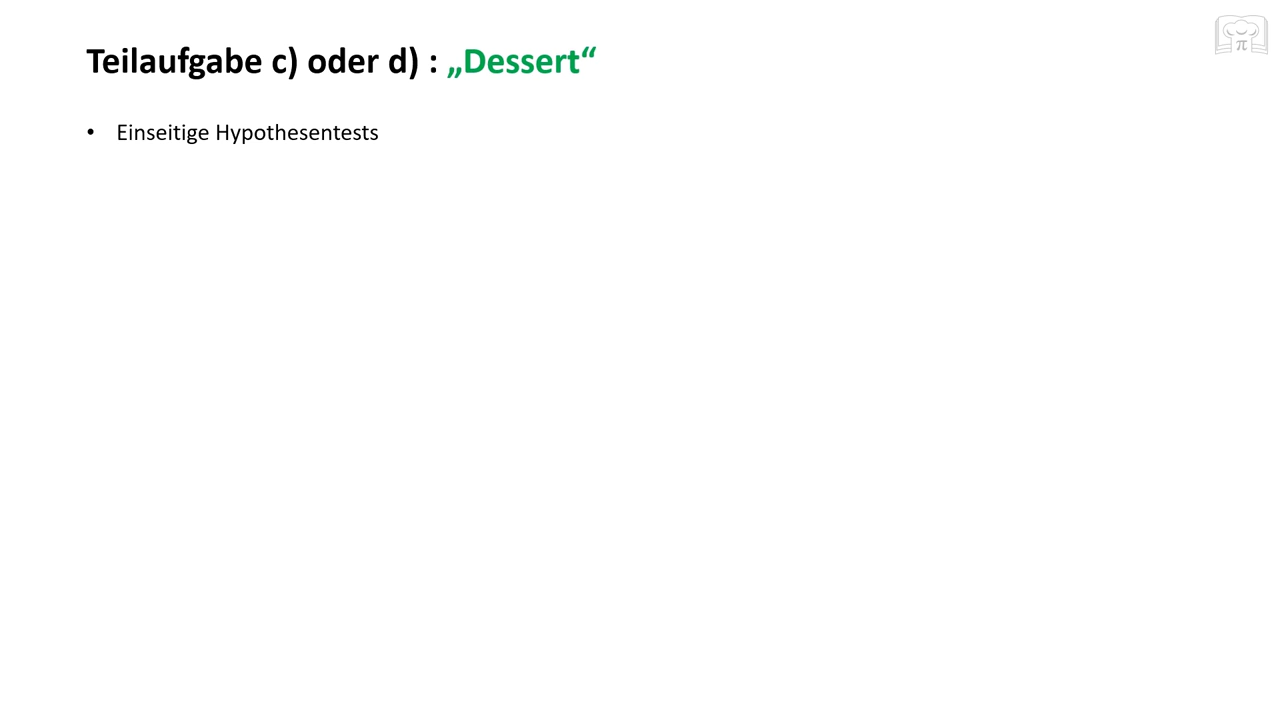 Teilaufgabe c) oder d) : „Dessert“
• Einseitige Hypothesentests
π